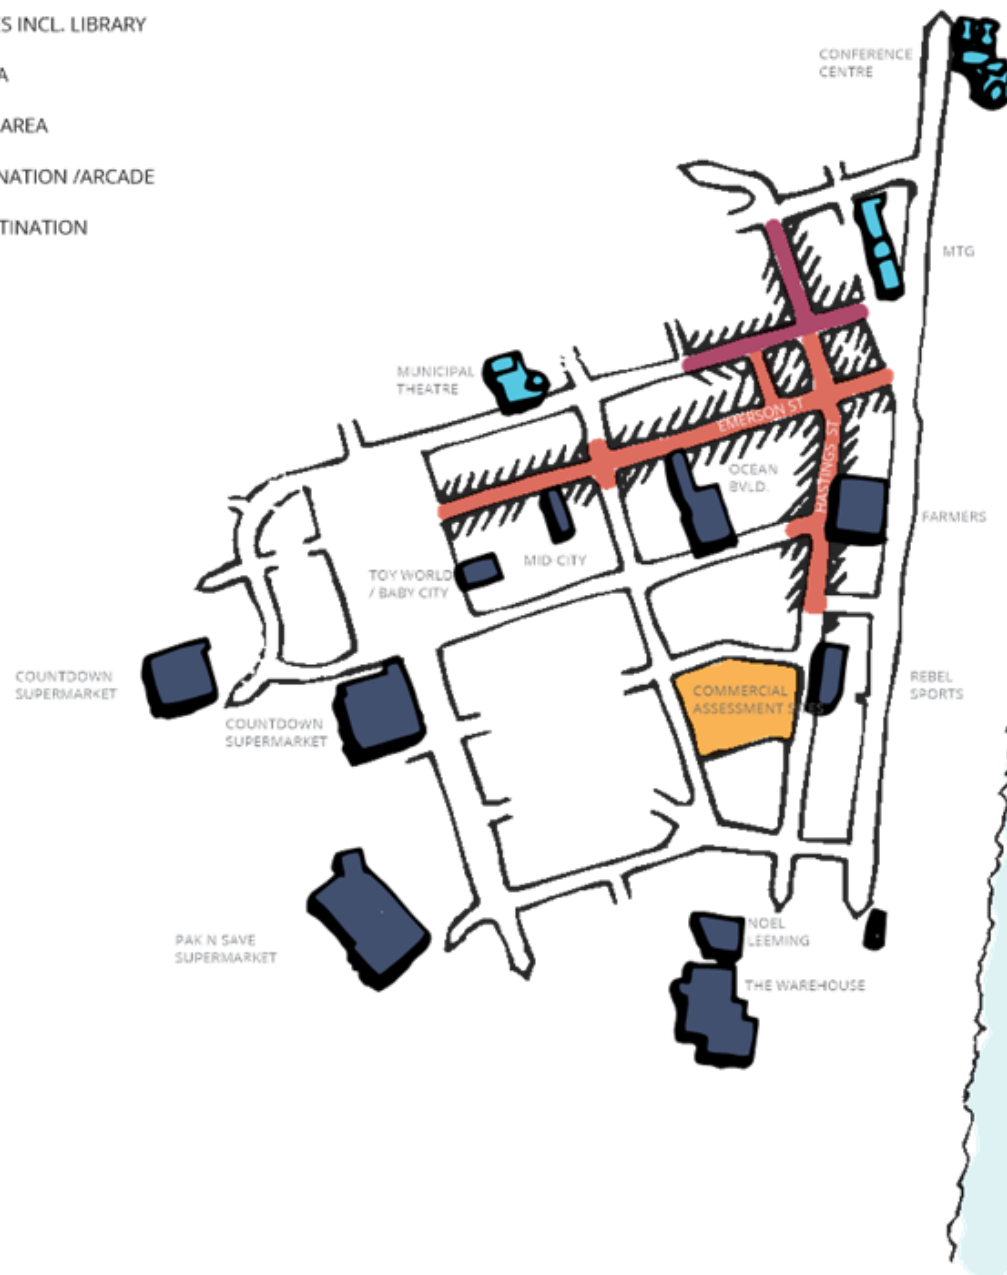 S INCL. LIBRARY
A
AREA
NATION /ARCADE
TINATION
CONFERENCE
CENTRE
MTG
MUNICIPAL
THEATRE
EMERSON ST
HASTINGS ST
OCEAN
BVLD.
FARMERS
MID-CITY
TOY WORLD
/ BABY CITY
COUNTDOWN
SUPERMARKET
COUNTDOWN
SUPERMARKET
COMMERCIAL
ASSESSMENT SITES
REBEL
SPORTS
PAK N SAVE
SUPERMARKET
NOEL
LEEMING
THE WAREHOUSE